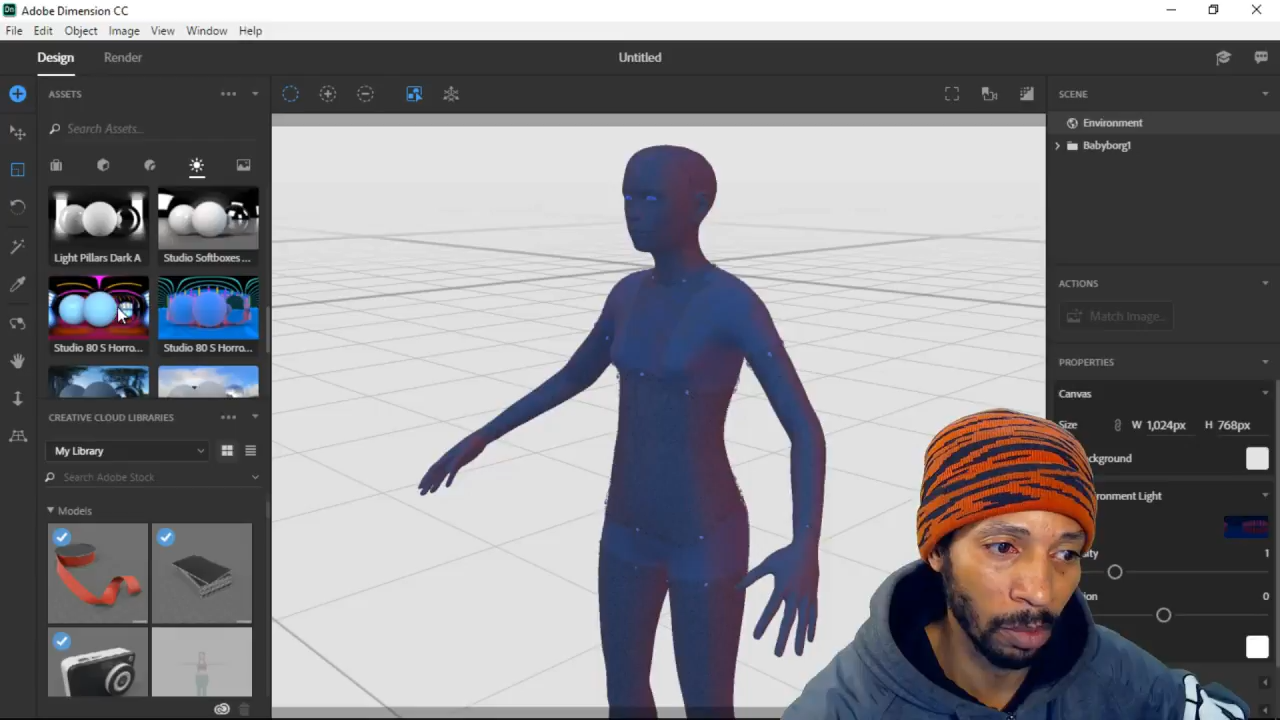 Dn Adobe Dimension CC
File Edit Object Image View Window Help
Design Render Untitled
ASSETS
Search Assets...
Light Pillars Dark A
Studio Softboxes ...
Studio 80 S Horro...
Studio 80 S Horro...
CREATIVE CLOUD LIBRARIES
My Library
Search Adobe Stock
Models
SCENE
Environment
Babyborg1
ACTIONS
Match Image...
PROPERTIES
Canvas
Size W 1,024px H 768px
ckground
ronment Light
1
0